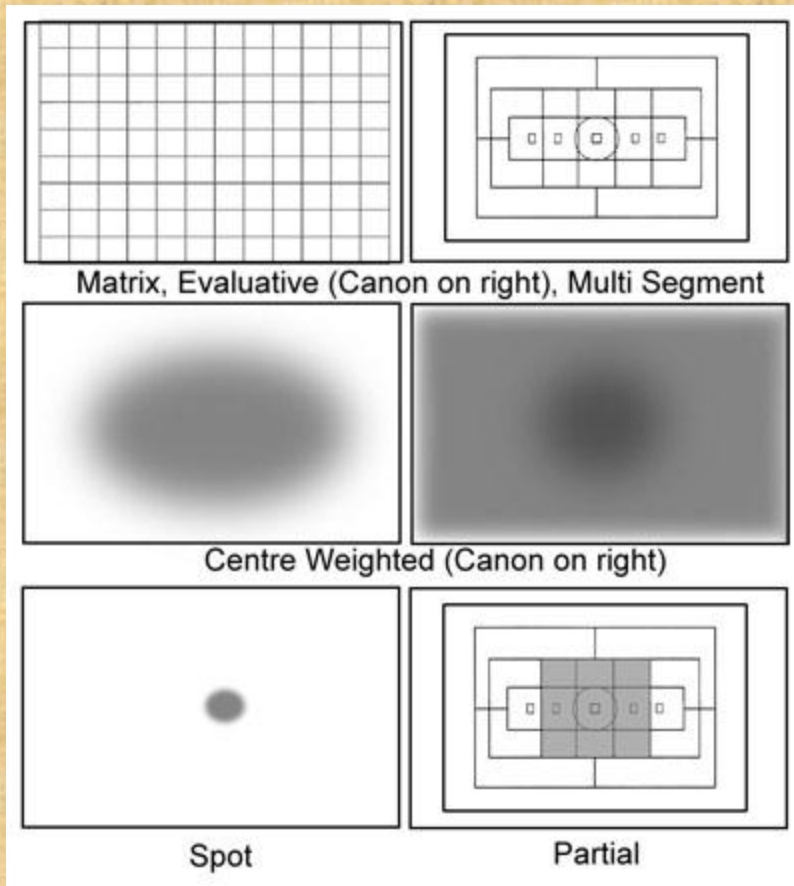 Matrix, Evaluative (Canon on right), Multi Segment
Centre Weighted (Canon on right)
Spot
Partial